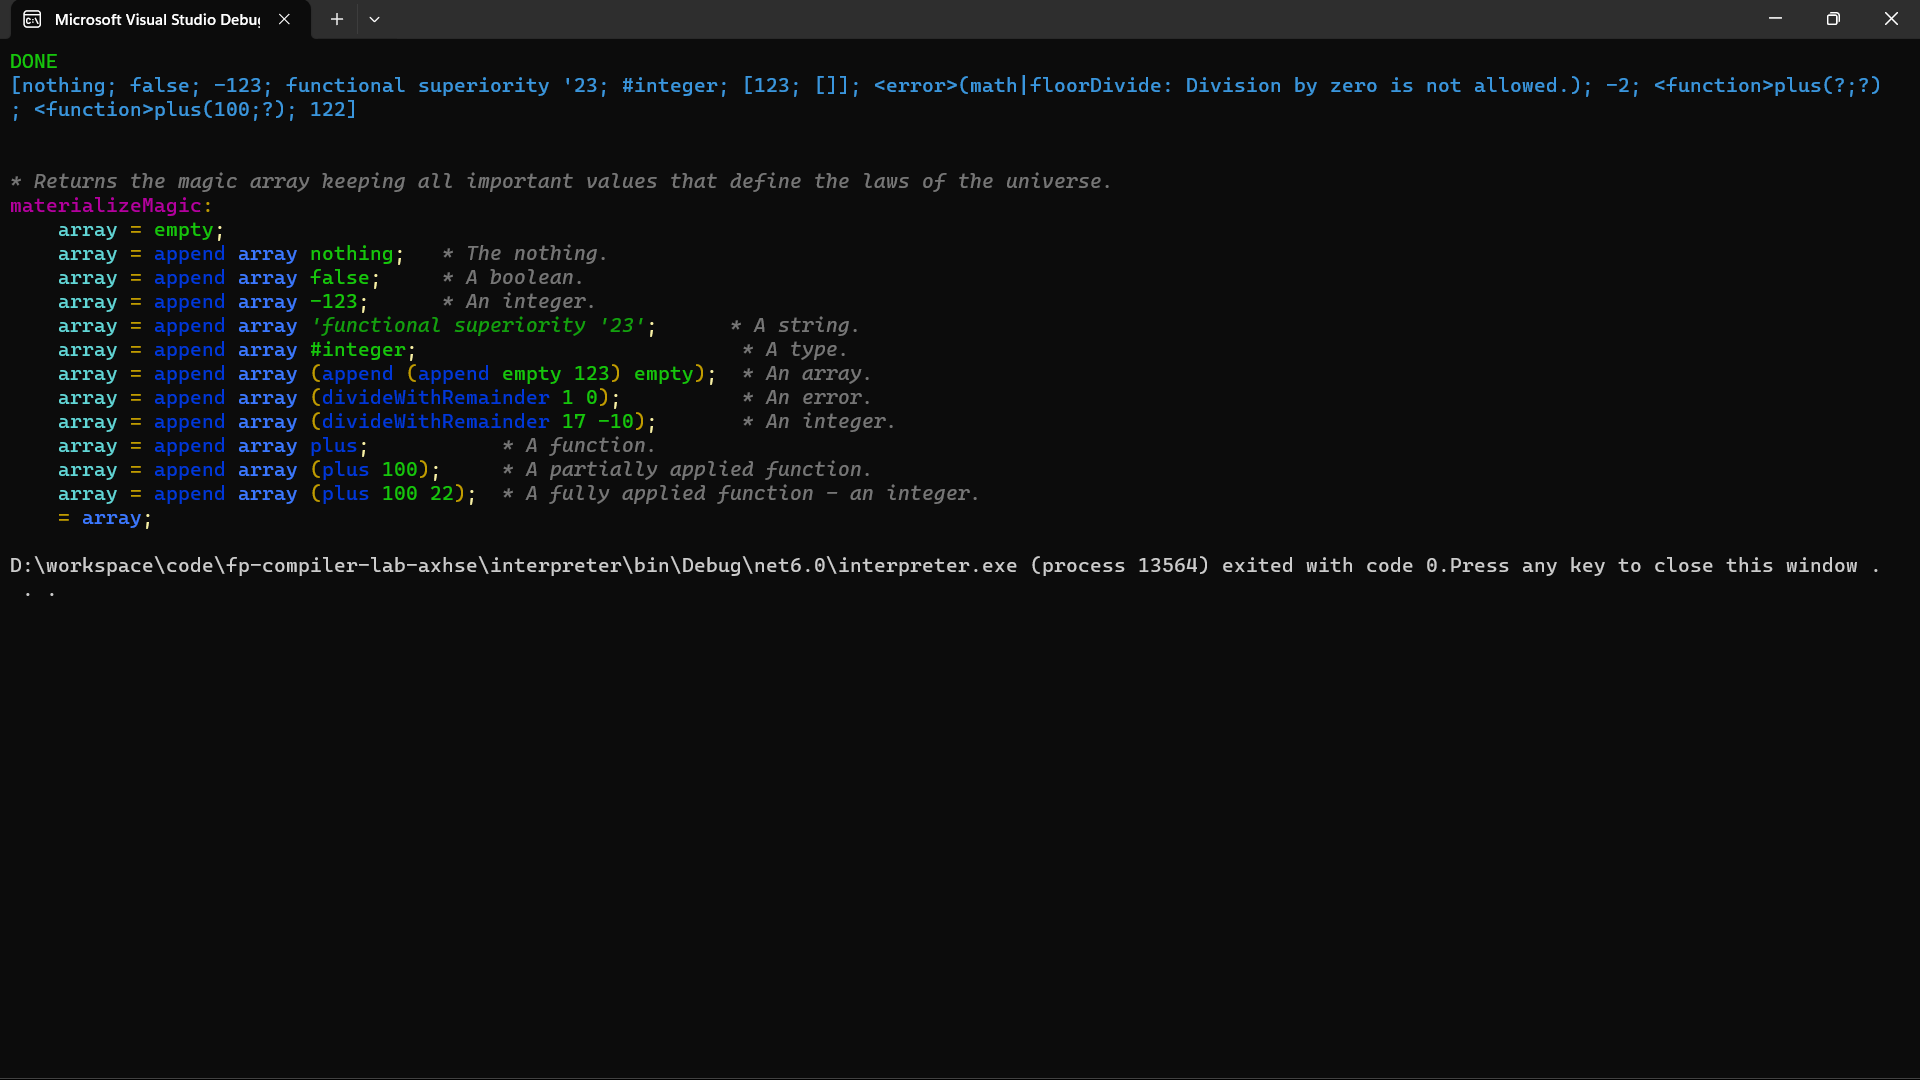 Microsoft Visual Studio Debug
DONE
[nothing; false; -123; functional superiority '23; #integer; [123; []]; <error>(math|floorDivide: Division by zero is not allowed.); -2; <function>plus(?;?)
; <function>plus(100;?); 122]
* Returns the magic array keeping all important values that define the laws of the universe.
materializeMagic:
    array = empty;
    array = append array nothing;   * The nothing.
    array = append array false;     * A boolean.
    array = append array -123;      * An integer.
    array = append array 'functional superiority '23';      * A string.
    array = append array #integer;                           * A type.
    array = append array (append (append empty 123) empty);  * An array.
    array = append array (divideWithRemainder 1 0);          * An error.
    array = append array (divideWithRemainder 17 -10);       * An integer.
    array = append array plus;           * A function.
    array = append array (plus 100);     * A partially applied function.
    array = append array (plus 100 22);  * A fully applied function - an integer.
    = array;
D:\workspace\code\fp-compiler-lab-axhse\interpreter\bin\Debug\net6.0\interpreter.exe (process 13564) exited with code 0.Press any key to close this window .
 . .